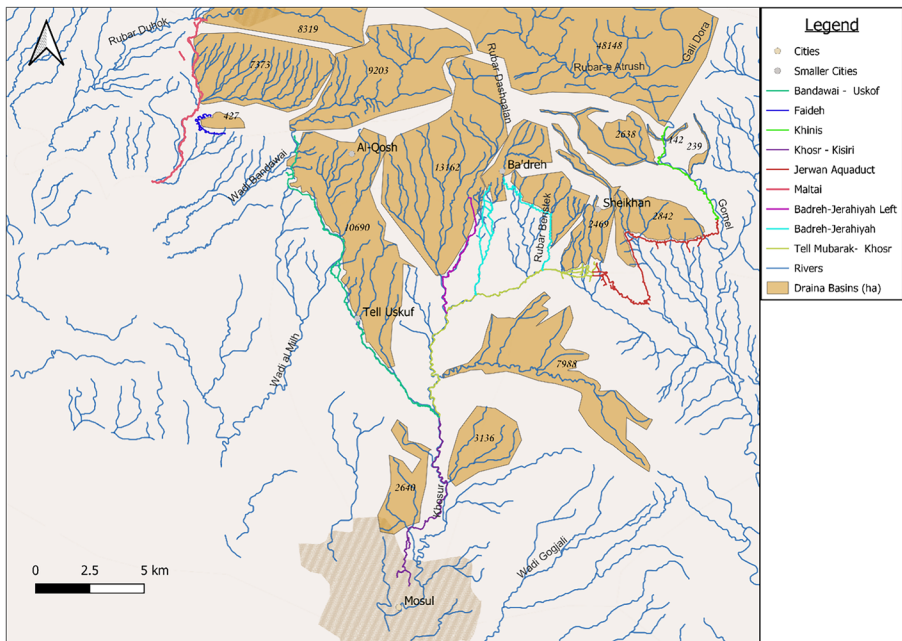 Rubar Duhok
8319
48148
Gali Dora
7373
9203
Rubar Dashqalan
Rubar-e Atrush
427
Al-Qosh
13162
Ba'dreh
2638
142
239
Wadi Bandawai
Sheikhan
Gomel
10690
Rubar Beristek
2469
2842
Tell Uskuf
Wadi al Milh
7988
3136
2640
Khosur
Wadi Gogjali
Mosul
0 2.5 5 km
Legend
Cities
Smaller Cities
Bandawai - Uskof
Faideh
Khinis
Khosr - Kisiri
Jerwan Aquaduct
Maltai
Badreh-Jerahiyah Left
Badreh-Jerahiyah
Tell Mubarak- Khosr
Rivers
Draina Basins (ha)